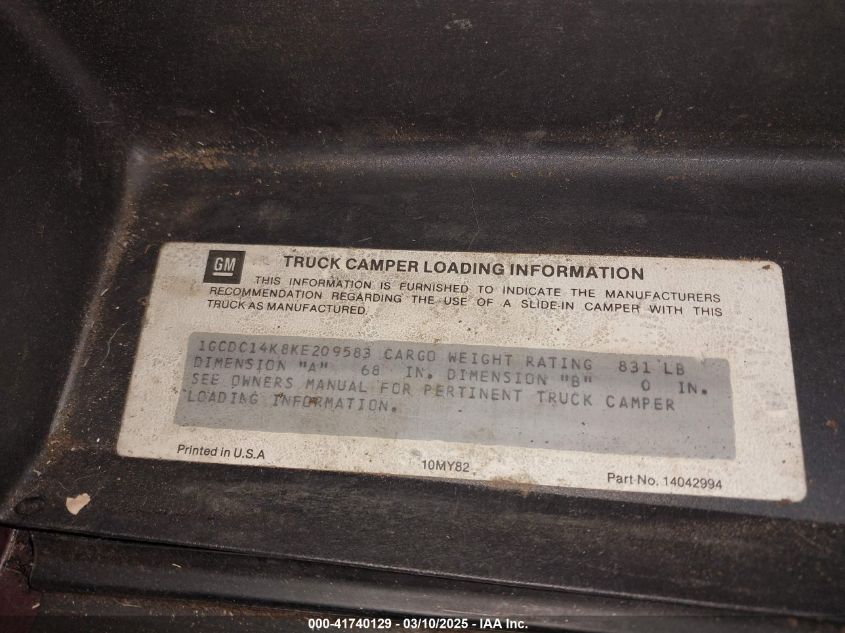 GM
TRUCK CAMPER LOADING INFORMATION
THIS INFORMATION IS FURNISHED TO INDICATE THE MANUFACTURERS
RECOMMENDATION REGARDING THE USE OF A SLIDE-IN CAMPER WITH THIS
TRUCK AS MANUFACTURED.
1GCDC14K8KE209583 CARGO WEIGHT RATING 831 LB
DIMENSION "A" 68 IN. DIMENSION "B" 0 IN.
SEE OWNERS MANUAL FOR PERTINENT TRUCK CAMPER
LOADING INFORMATION.
Printed in U.S.A
10MY82
Part No. 14042994
000-41740129 - 03/10/2025 - IAA Inc.